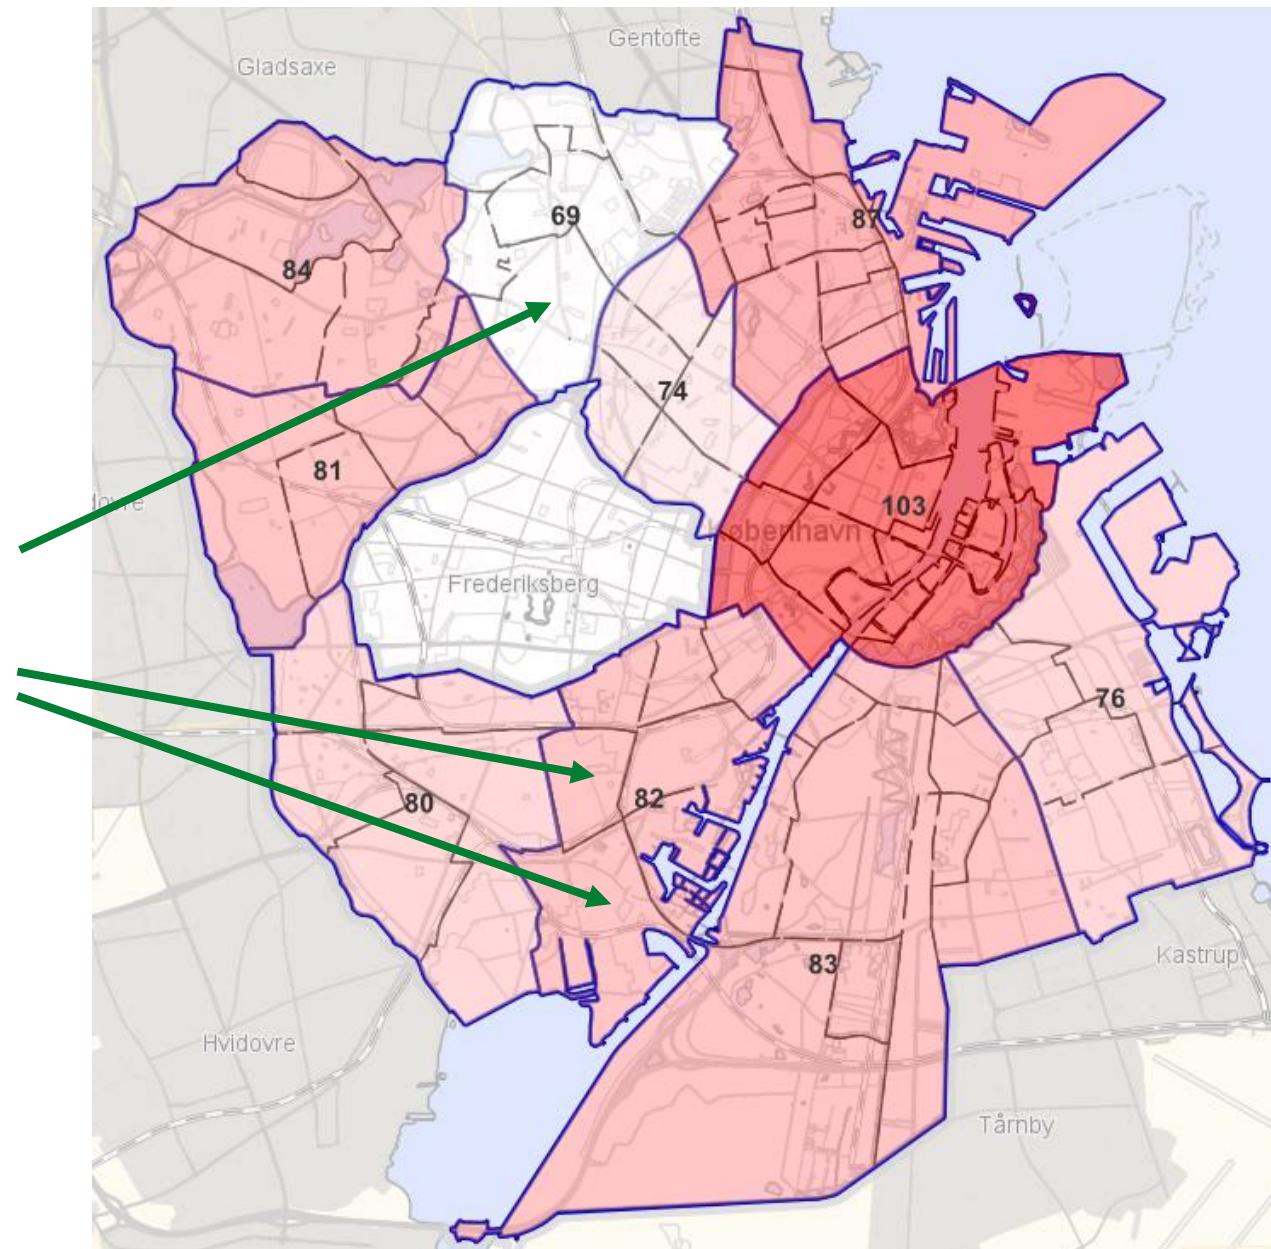 Gentofte
Gladsaxe
69
87
84
74
81
103
København
Frederiksberg
76
80
82
83
Kastrup
Hvidovre
Tårnby